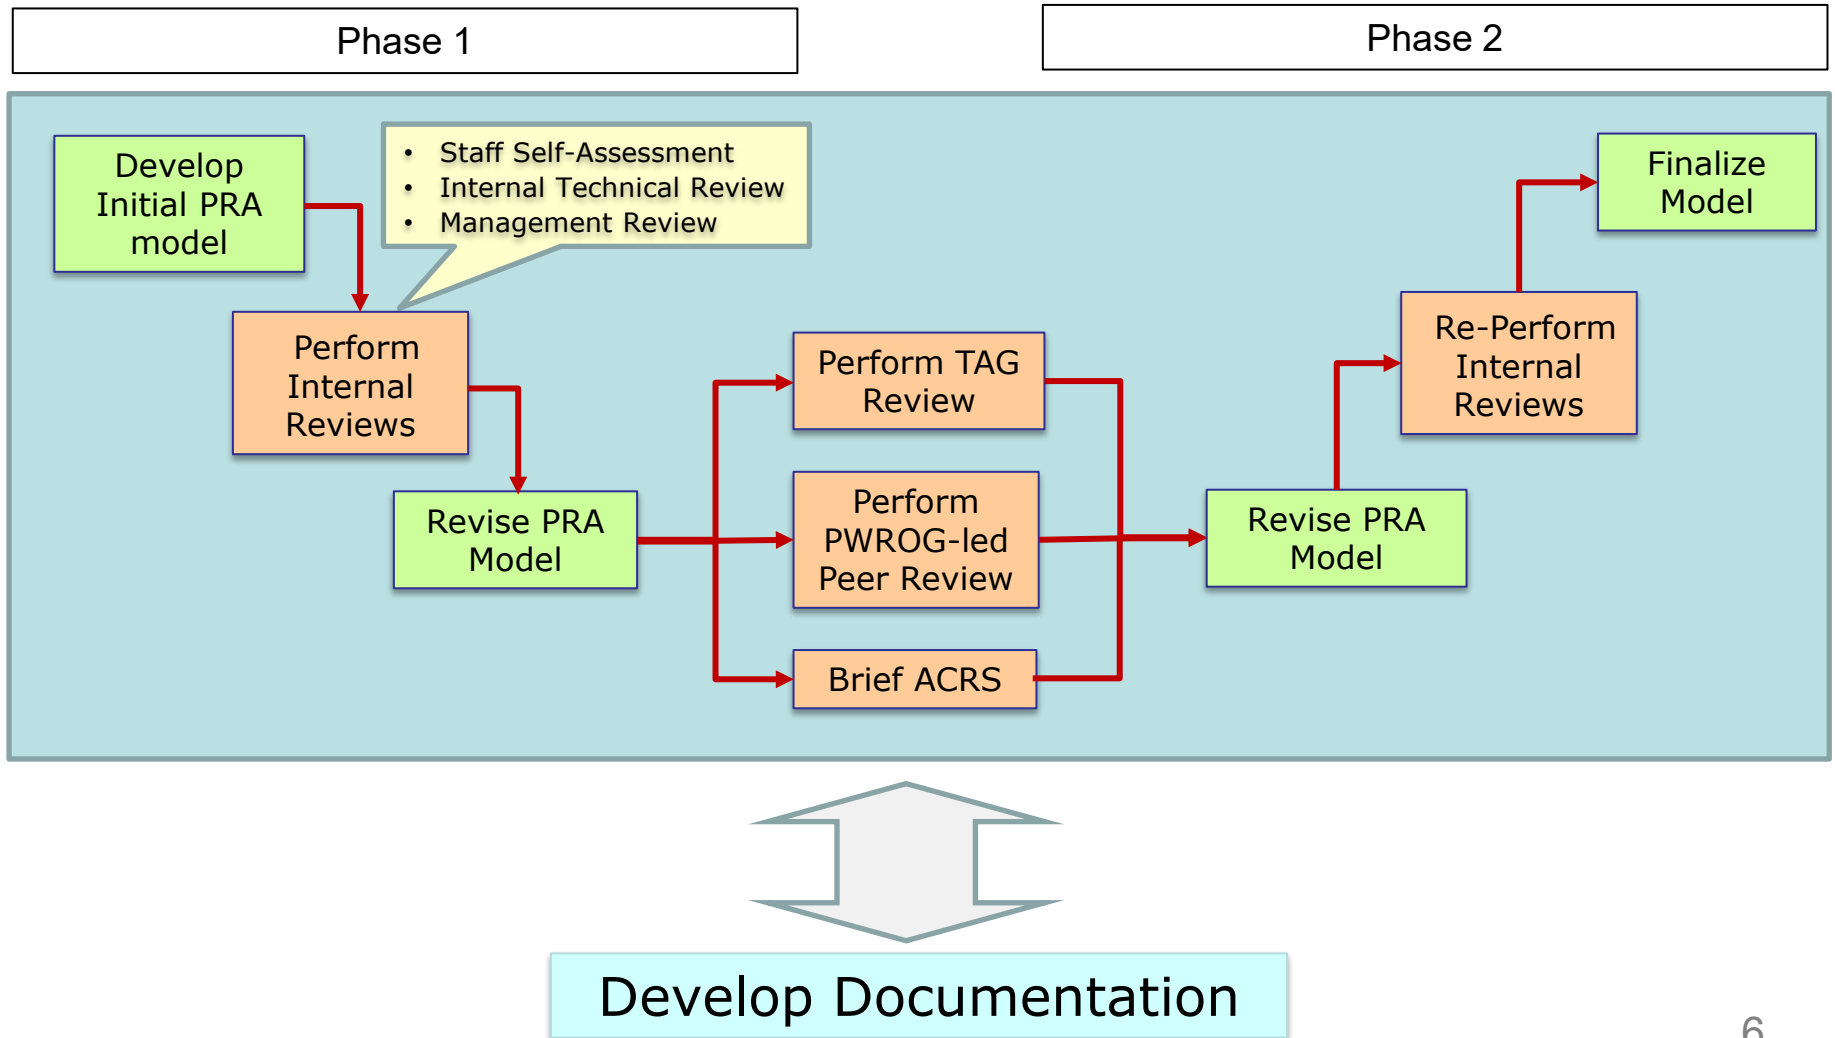 Phase 1
Phase 2
Develop
Initial PRA
model
• Staff Self-Assessment
• Internal Technical Review
• Management Review
Perform
Internal
Reviews
Revise PRA
Model
Perform TAG
Review
Perform
PWROG-led
Peer Review
Brief ACRS
Revise PRA
Model
Re-Perform
Internal
Reviews
Finalize
Model
Develop Documentation
6